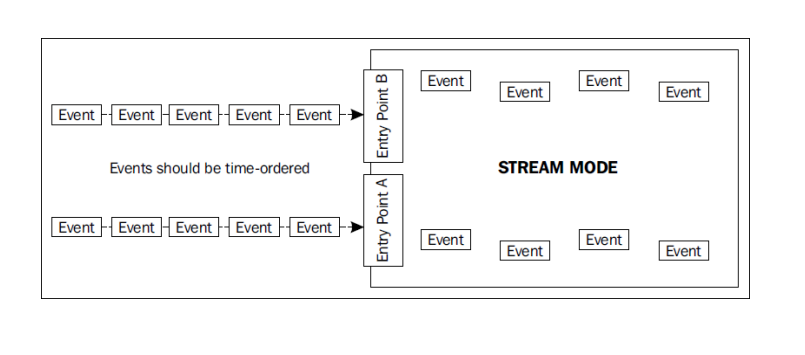 Event Event Event Event Event
Entry Point B
Event Event Event Event
Events should be time-ordered
STREAM MODE
Event Event Event Event Event
Entry Point A
Event Event Event Event